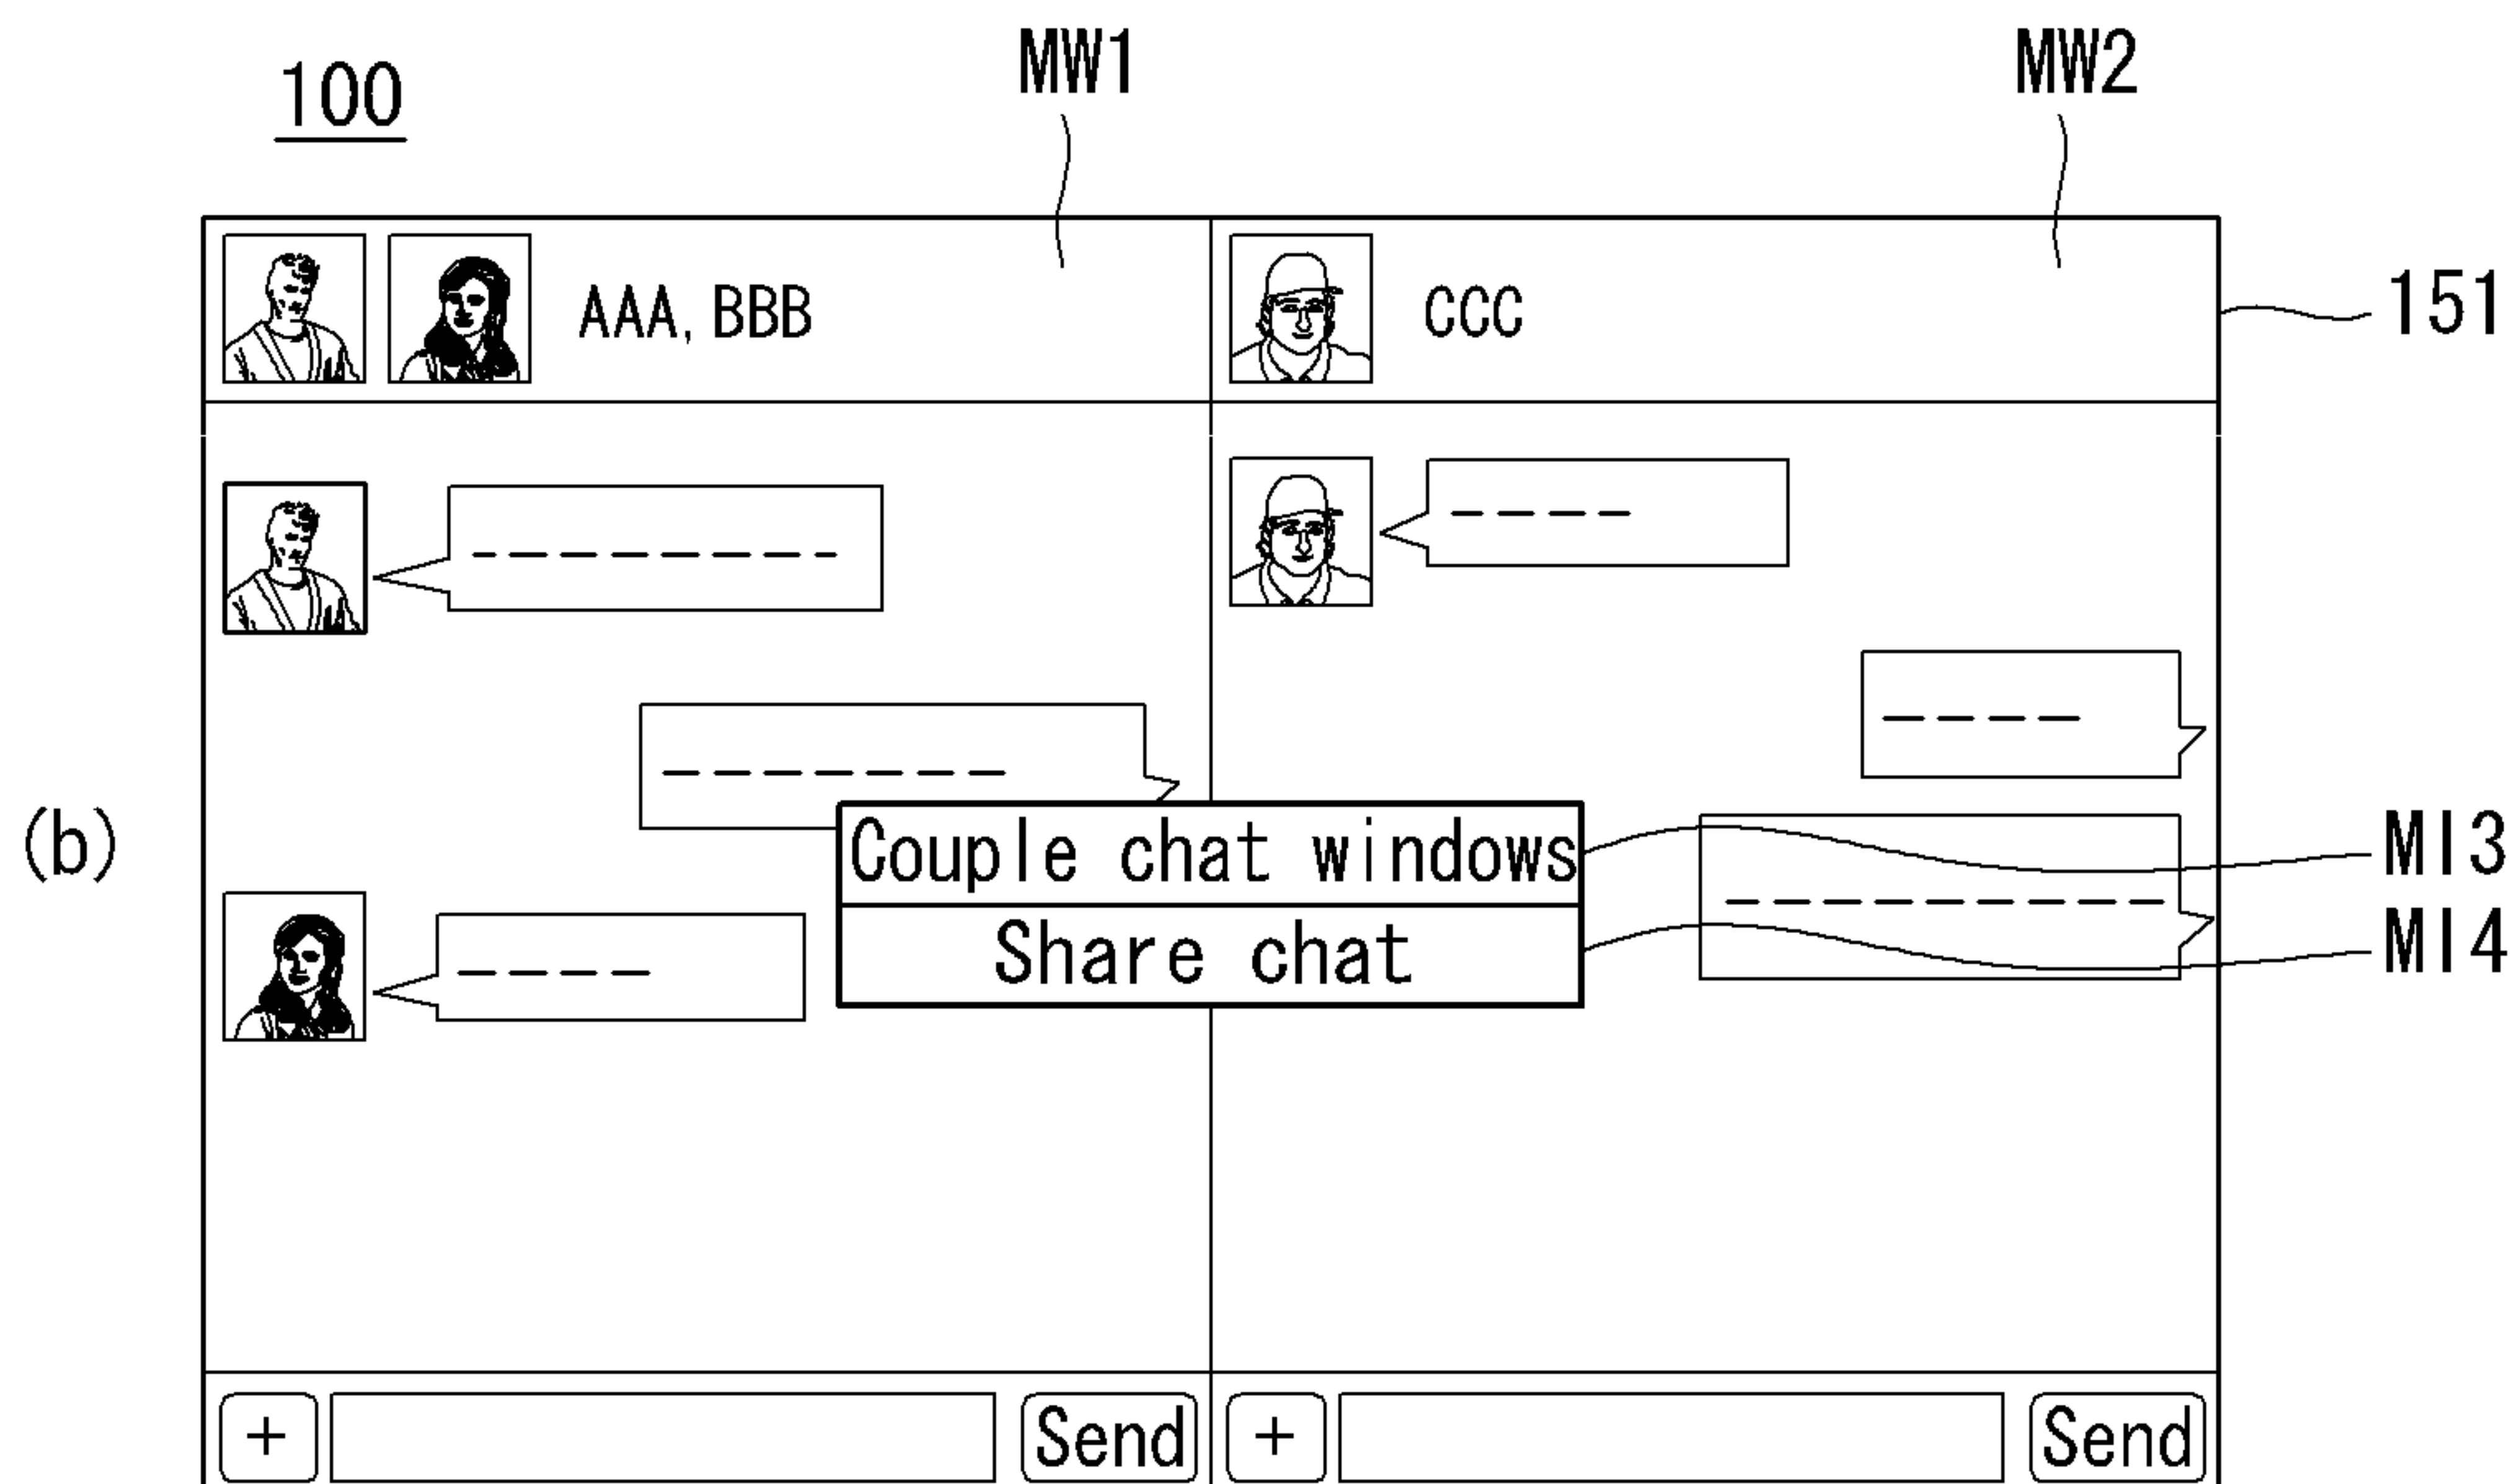 100
MW1
MW2
AAA, BBB
CCC
151
(b)
Couple chat windows
MI3
Share chat
MI4
+
Send
+
Send